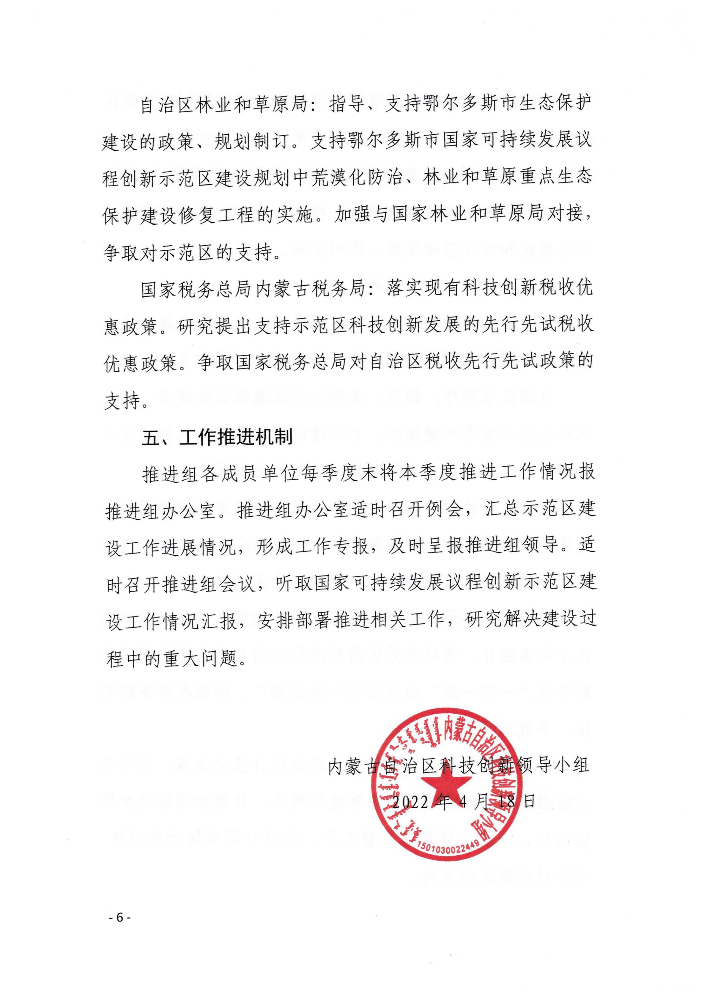 自治区林业和草原局：指导、支持鄂尔多斯市生态保护
建设的政策、规划制订。支持鄂尔多斯市国家可持续发展议
程创新示范区建设规划中荒漠化防治、林业和草原重点生态
保护建设修复工程的实施。加强与国家林业和草原局对接，
争取对示范区的支持。
国家税务总局内蒙古税务局：落实现有科技创新税收优
惠政策。研究提出支持示范区科技创新发展的先行先试税收
优惠政策。争取国家税务总局对自治区税收先行先试政策的
支持。
五、工作推进机制
推进组各成员单位每季度末将本季度推进工作情况报
推进组办公室。推进组办公室适时召开例会，汇总示范区建
设工作进展情况，形成工作专报，及时呈报推进组领导。适
时召开推进组会议，听取国家可持续发展议程创新示范区建
设工作情况汇报，安排部署推进相关工作，研究解决建设过
程中的重大问题。
内蒙古自治区科技创新领导小组
2022 年 4 月 18 日
内蒙古自治区科技创新领导小组
1501030022449
- 6 -